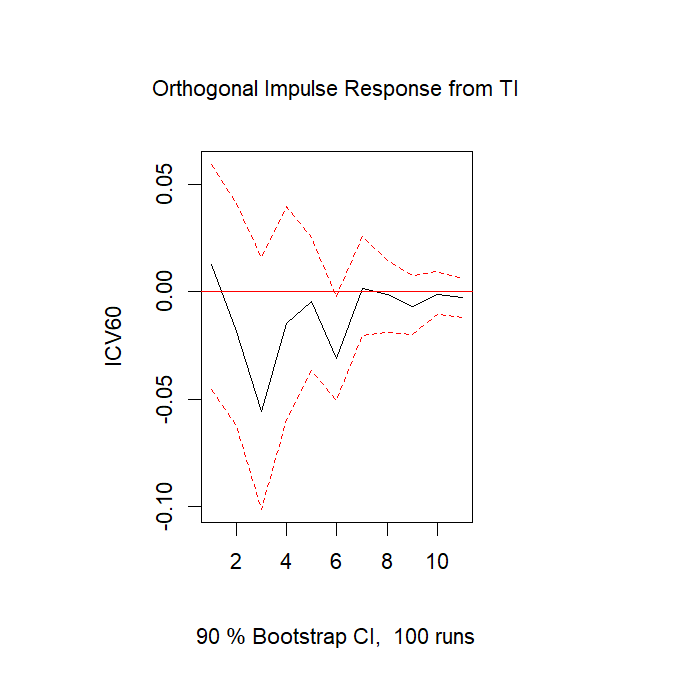 Orthogonal Impulse Response from TI
0.05
0.00
-0.05
-0.10
ICV60
2 4 6 8 10
90 % Bootstrap CI, 100 runs